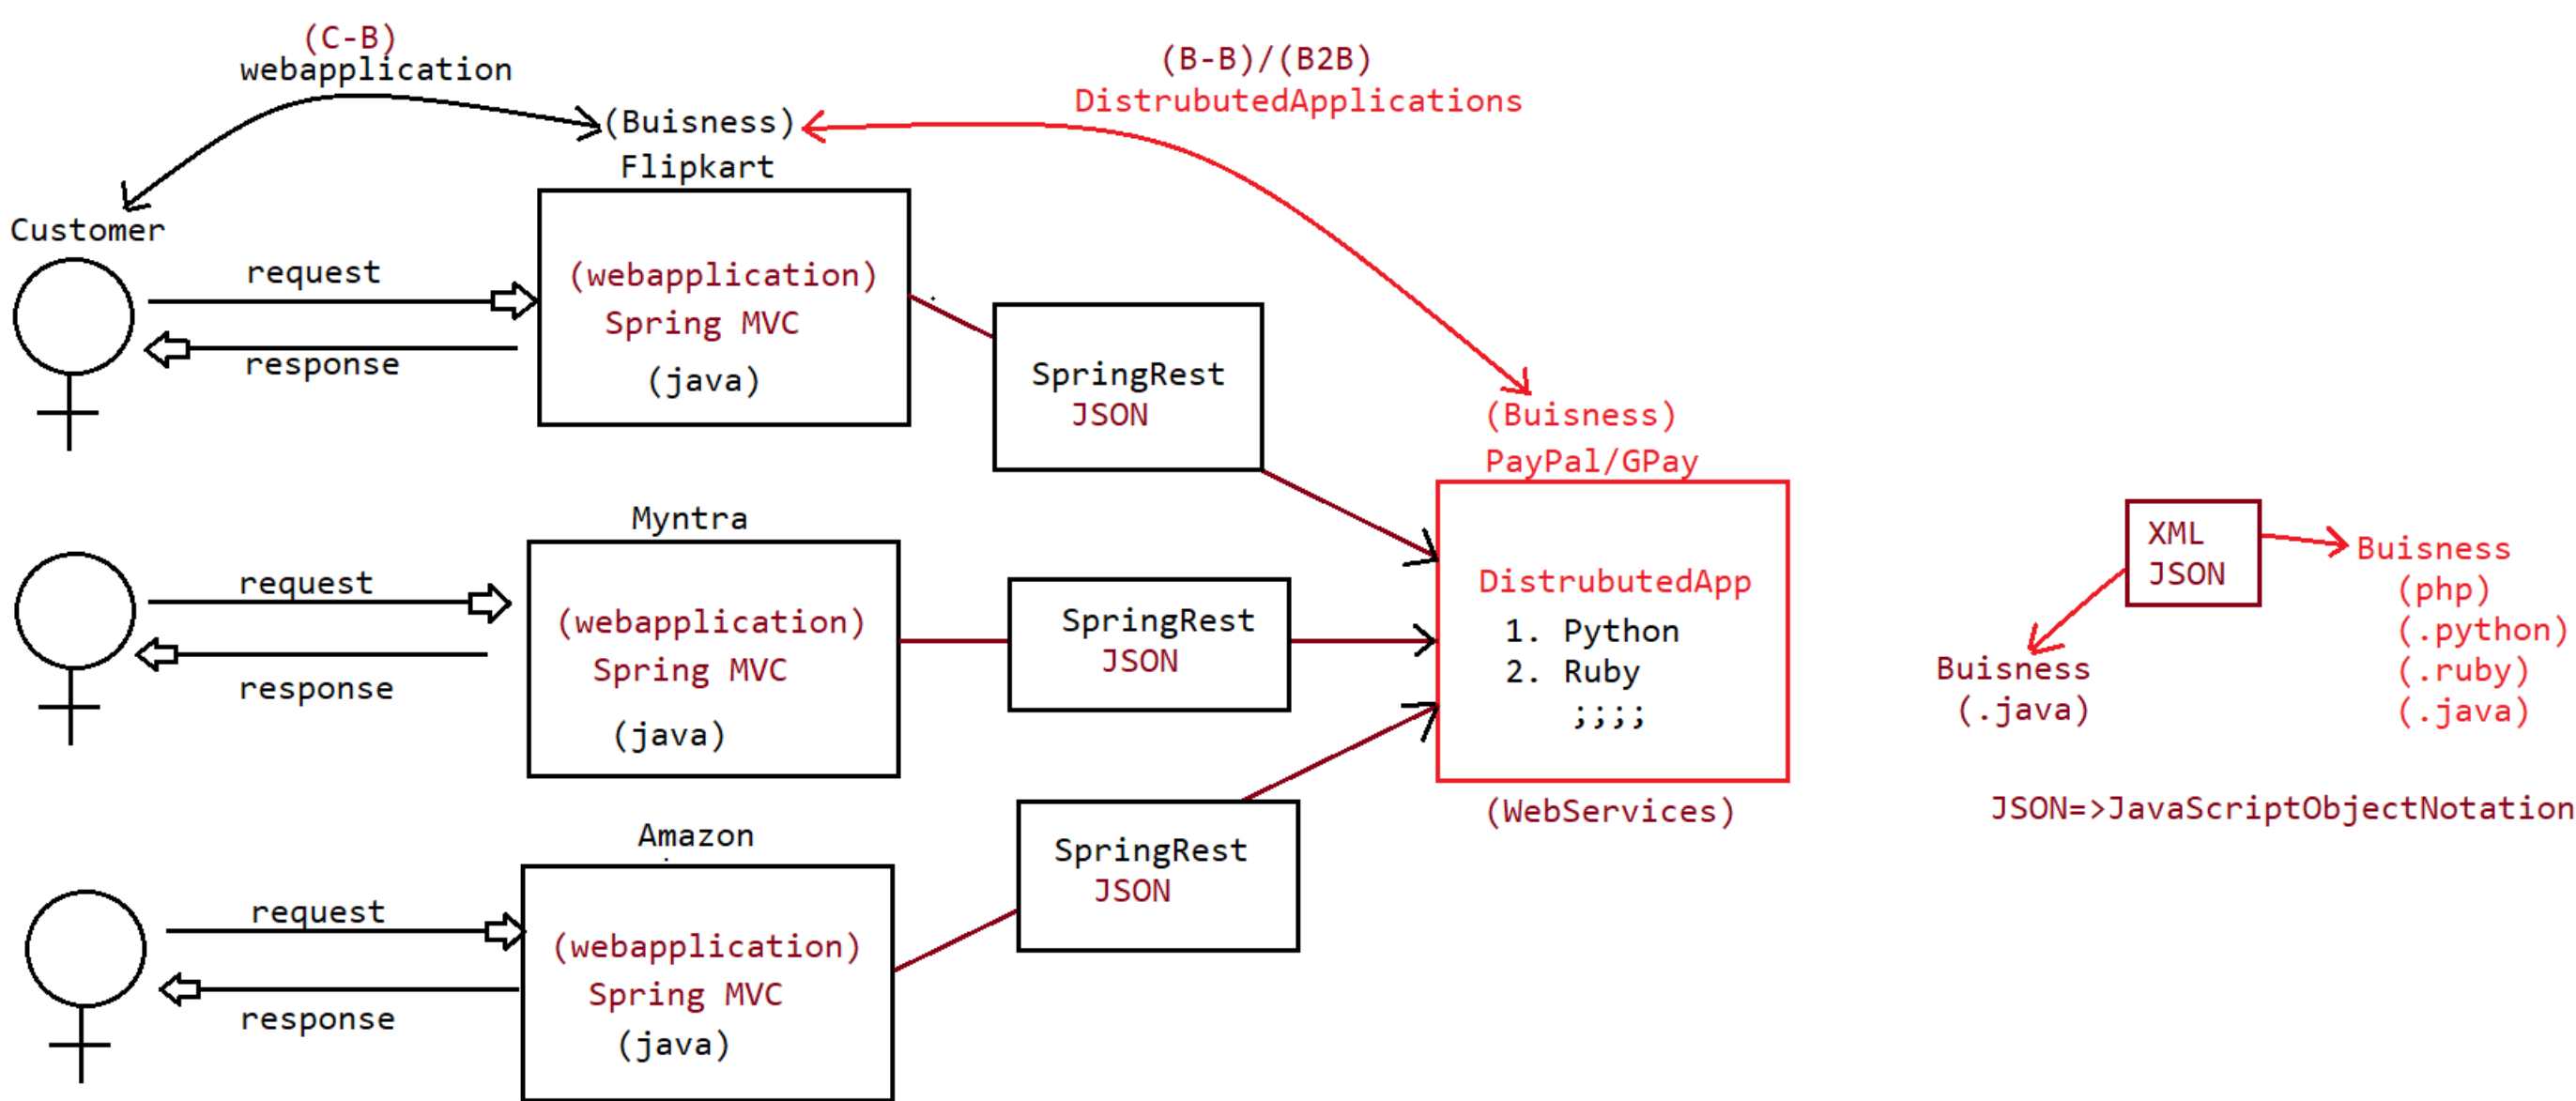 (C-B)
webapplication
(B-B)/(B2B)
DistrubutedApplications
(Buisness)
Flipkart
Customer
request
response
(webapplication)
Spring MVC
(java)
SpringRest
JSON
(Buisness)
PayPal/GPay
Myntra
request
response
(webapplication)
Spring MVC
(java)
SpringRest
JSON
DistrubutedApp
1. Python
2. Ruby
;;;;
(WebServices)
Amazon
request
response
(webapplication)
Spring MVC
(java)
SpringRest
JSON
XML
JSON
Buisness
(.java)
Buisness
(php)
(.python)
(.ruby)
(.java)
JSON=>JavaScriptObjectNotation